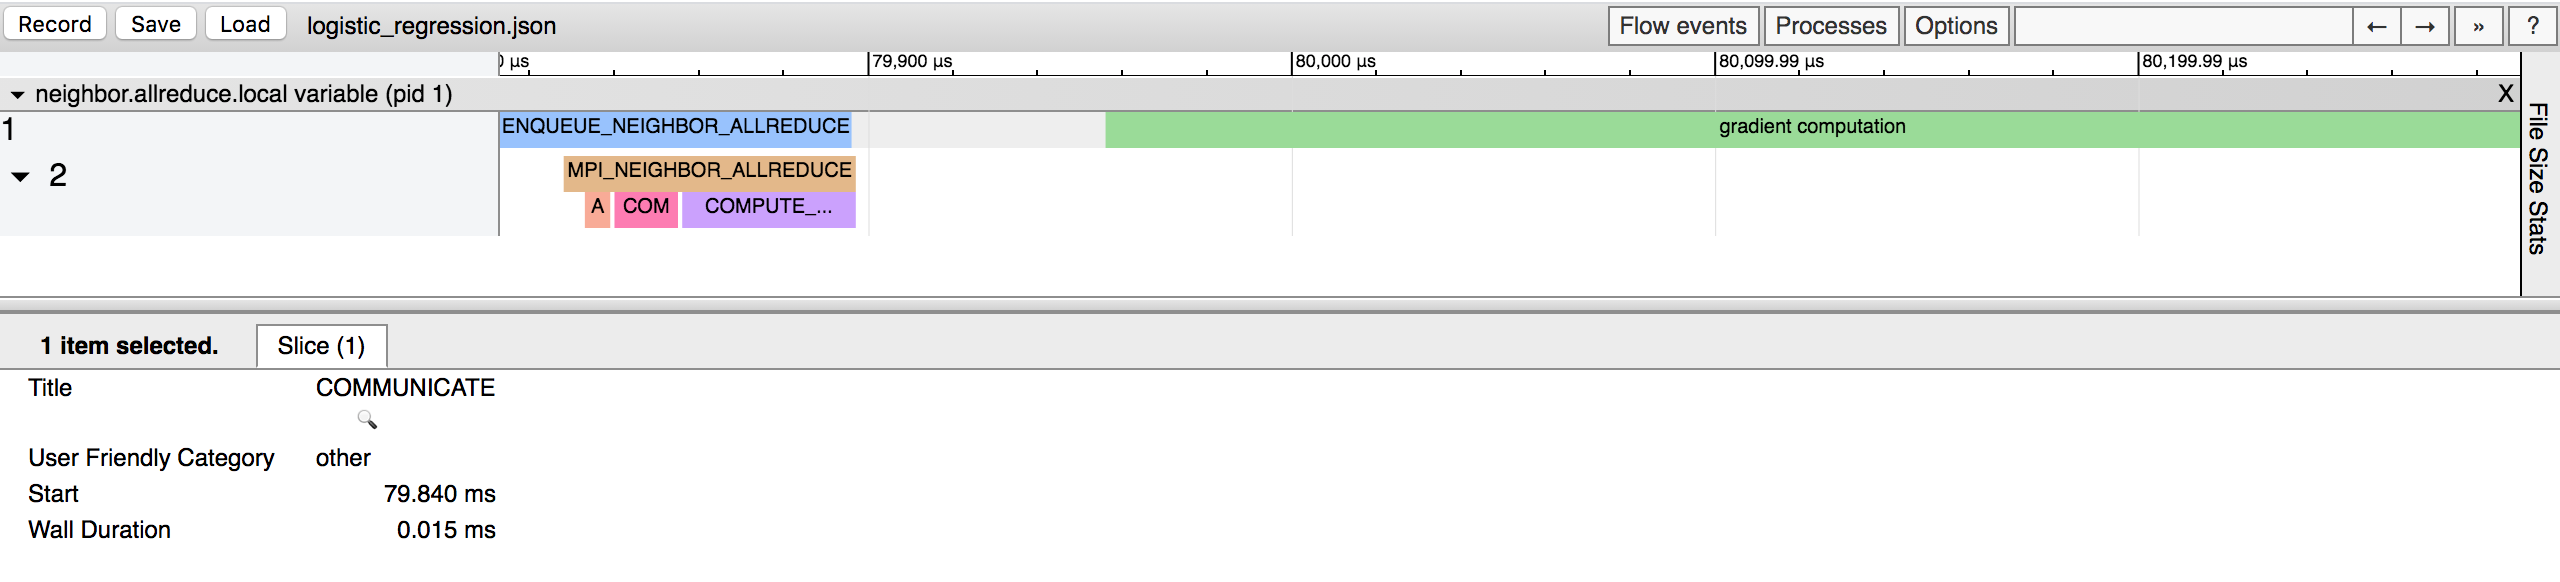 Record Save Load logistic_regression.json Flow events Processes Options ← → » ?
0 µs 79,900 µs 80,000 µs 80,099.99 µs 80,199.99 µs
neighbor.allreduce.local variable (pid 1) X
1 ENQUEUE_NEIGHBOR_ALLREDUCE gradient computation
2 MPI_NEIGHBOR_ALLREDUCE
A COM COMPUTE_...
File Size Stats
1 item selected. Slice (1)
Title COMMUNICATE
User Friendly Category other
Start 79.840 ms
Wall Duration 0.015 ms